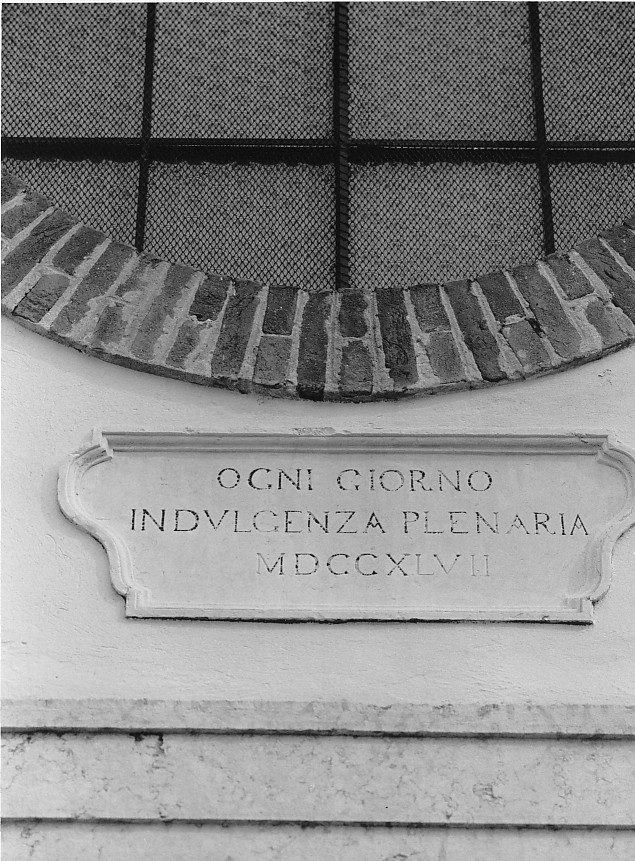 OGNI GIORNO
INDVLGENZA PLENARIA
MDCCXLVII